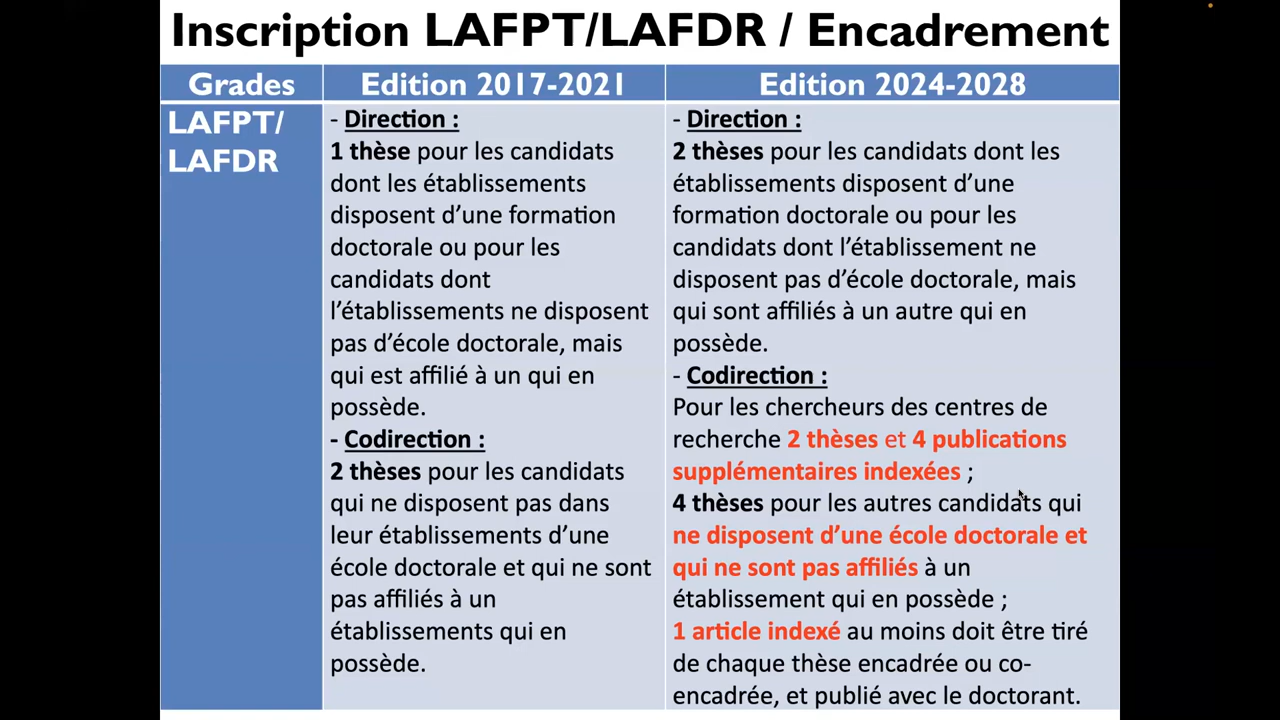 Inscription LAFPT/LAFDR / Encadrement
Grades
Edition 2017-2021
Edition 2024-2028
LAFPT/
LAFDR
- Direction :
1 thèse pour les candidats
dont les établissements
disposent d’une formation
doctorale ou pour les
candidats dont
l’établissements ne disposent
pas d’école doctorale, mais
qui est affilié à un qui en
possède.
- Codirection :
2 thèses pour les candidats
qui ne disposent pas dans
leur établissements d’une
école doctorale et qui ne sont
pas affiliés à un
établissements qui en
possède.
- Direction :
2 thèses pour les candidats dont les
établissements disposent d’une
formation doctorale ou pour les
candidats dont l’établissement ne
disposent pas d’école doctorale, mais
qui sont affiliés à un autre qui en
possède.
- Codirection :
Pour les chercheurs des centres de
recherche 2 thèses et 4 publications
supplémentaires indexées ;
4 thèses pour les autres candidats qui
ne disposent d’une école doctorale et
qui ne sont pas affiliés à un
établissement qui en possède ;
1 article indexé au moins doit être tiré
de chaque thèse encadrée ou co-
encadrée, et publié avec le doctorant.